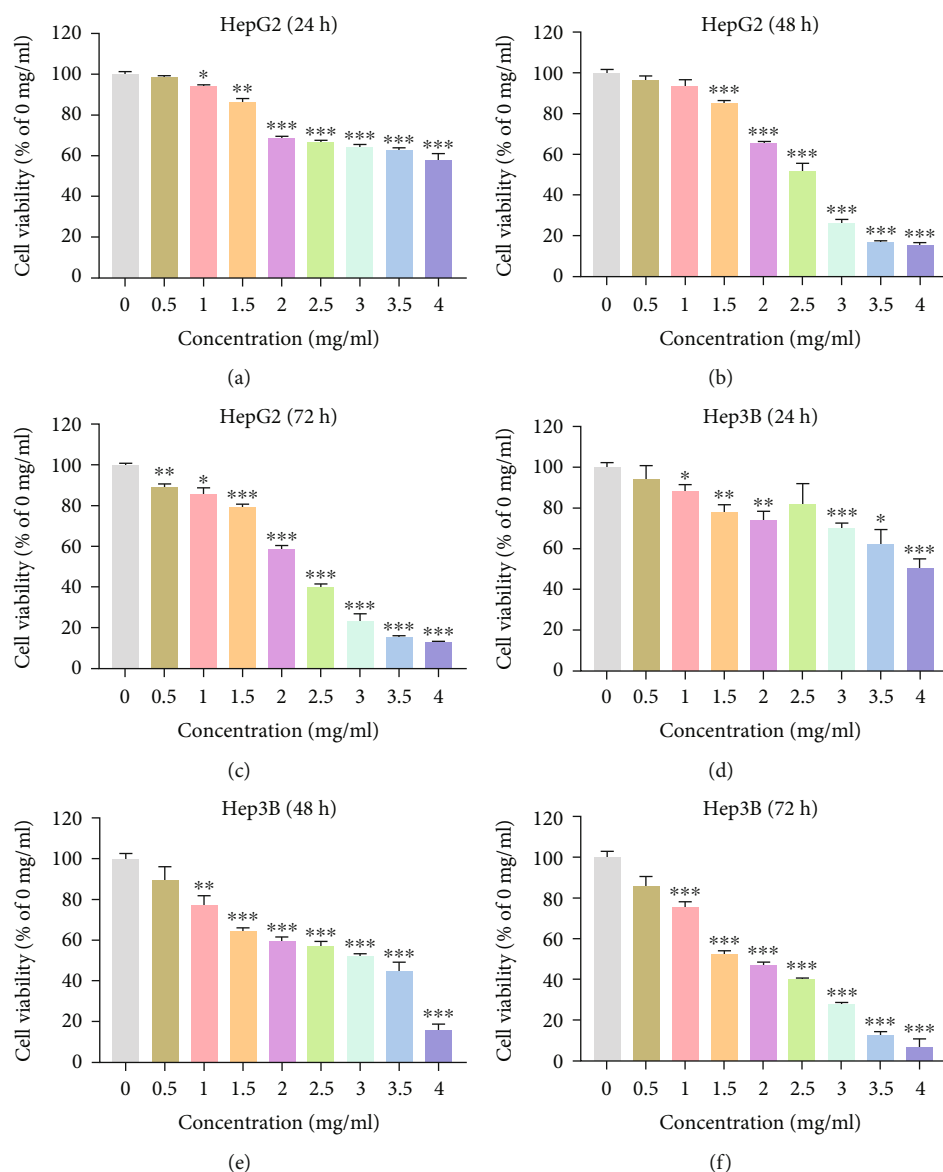 HepG2 (24 h)
Cell viability (% of 0 mg/ml)
120
100
80
60
40
20
0
* ** *** *** *** *** ***
0 0.5 1 1.5 2 2.5 3 3.5 4
Concentration (mg/ml)
(a)
HepG2 (48 h)
Cell viability (% of 0 mg/ml)
120
100
80
60
40
20
0
*** *** *** *** *** ***
0 0.5 1 1.5 2 2.5 3 3.5 4
Concentration (mg/ml)
(b)
HepG2 (72 h)
Cell viability (% of 0 mg/ml)
120
100
80
60
40
20
0
** * *** *** *** *** *** ***
0 0.5 1 1.5 2 2.5 3 3.5 4
Concentration (mg/ml)
(c)
Hep3B (24 h)
Cell viability (% of 0 mg/ml)
120
100
80
60
40
20
0
* ** ** *** * ***
0 0.5 1 1.5 2 2.5 3 3.5 4
Concentration (mg/ml)
(d)
Hep3B (48 h)
Cell viability (% of 0 mg/ml)
120
100
80
60
40
20
0
** *** *** *** *** *** ***
0 0.5 1 1.5 2 2.5 3 3.5 4
Concentration (mg/ml)
(e)
Hep3B (72 h)
Cell viability (% of 0 mg/ml)
120
100
80
60
40
20
0
*** *** *** *** *** *** ***
0 0.5 1 1.5 2 2.5 3 3.5 4
Concentration (mg/ml)
(f)